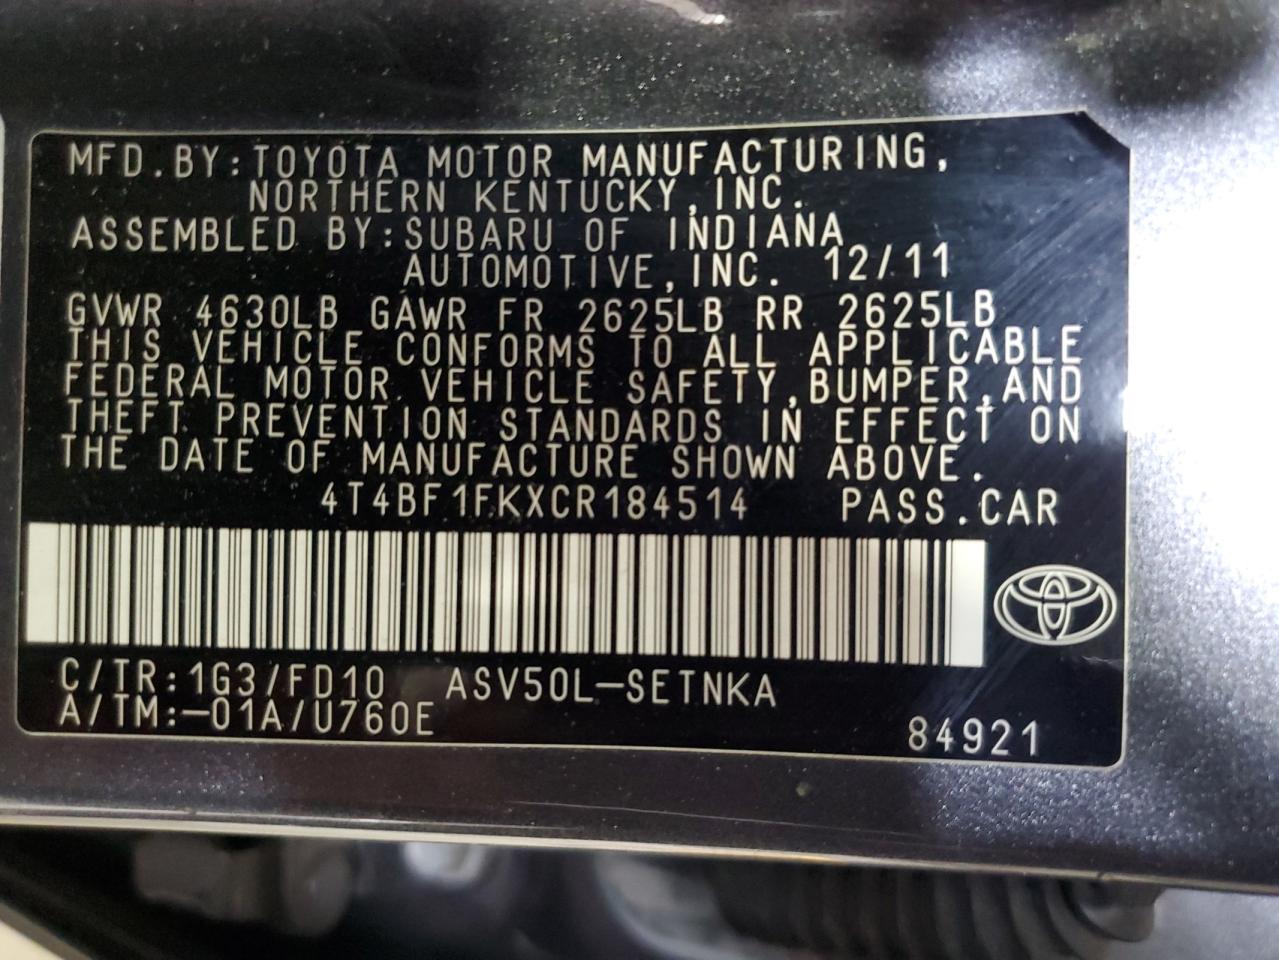 MFD.BY:TOYOTA MOTOR MANUFACTURING,
NORTHERN KENTUCKY,INC.
ASSEMBLED BY:SUBARU OF INDIANA
AUTOMOTIVE,INC. 12/11
GVWR 4630LB GAWR FR 2625LB RR 2625LB
THIS VEHICLE CONFORMS TO ALL APPLICABLE
FEDERAL MOTOR VEHICLE SAFETY,BUMPER,AND
THEFT PREVENTION STANDARDS IN EFFECT ON
THE DATE OF MANUFACTURE SHOWN ABOVE.
4T4BF1FKXCR184514 PASS.CAR
C/TR:1G3/FD10 ASV50L-SETNKA
A/TM:-01A/U760E
84921